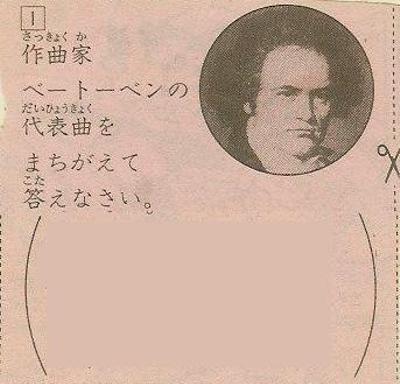 1
さっきょくか
作曲家
ベートーベンの
だいひょうきょく
代表曲を
まちがえて
こた
答えなさい。